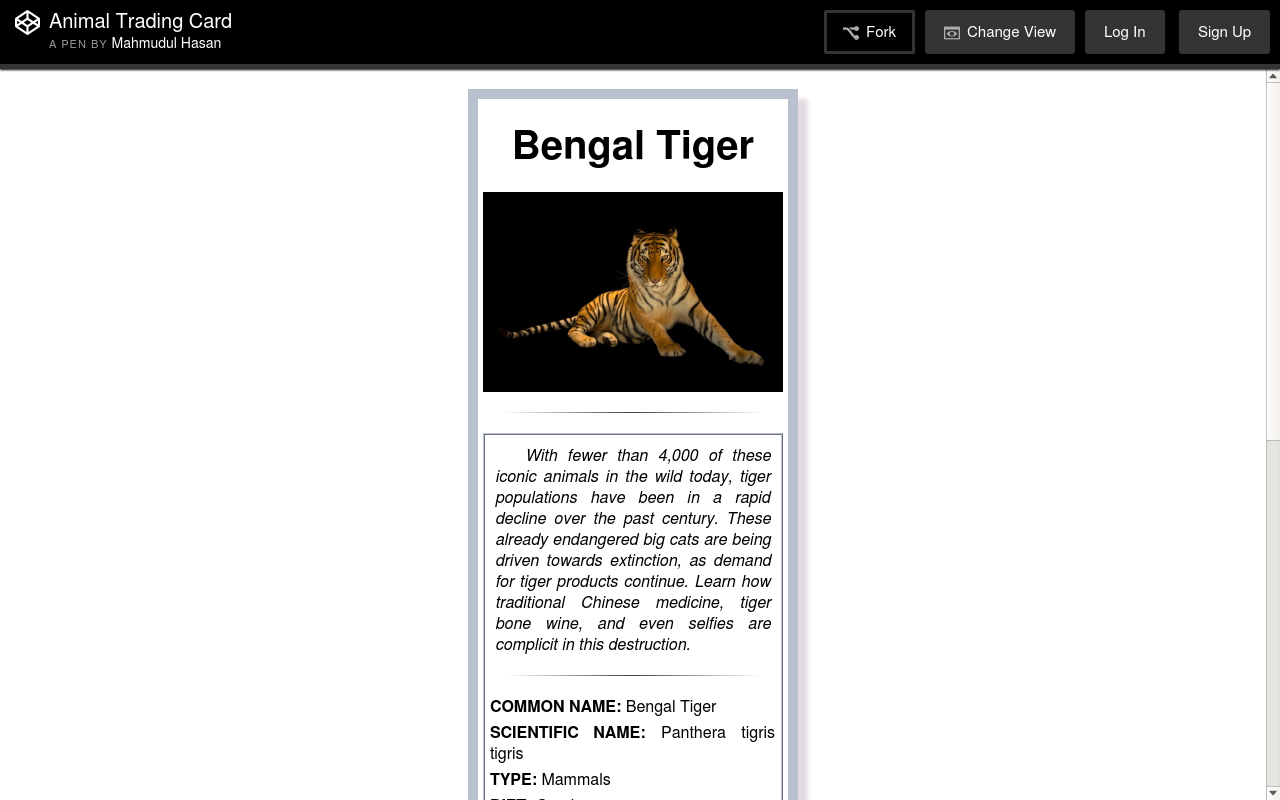 Animal Trading Card
A PEN BY Mahmudul Hasan
Fork
Change View
Log In
Sign Up
Bengal Tiger
With fewer than 4,000 of these
iconic animals in the wild today, tiger
populations have been in a rapid
decline over the past century. These
already endangered big cats are being
driven towards extinction, as demand
for tiger products continue. Learn how
traditional Chinese medicine, tiger
bone wine, and even selfies are
complicit in this destruction.
COMMON NAME: Bengal Tiger
SCIENTIFIC NAME: Panthera tigris
tigris
TYPE: Mammals